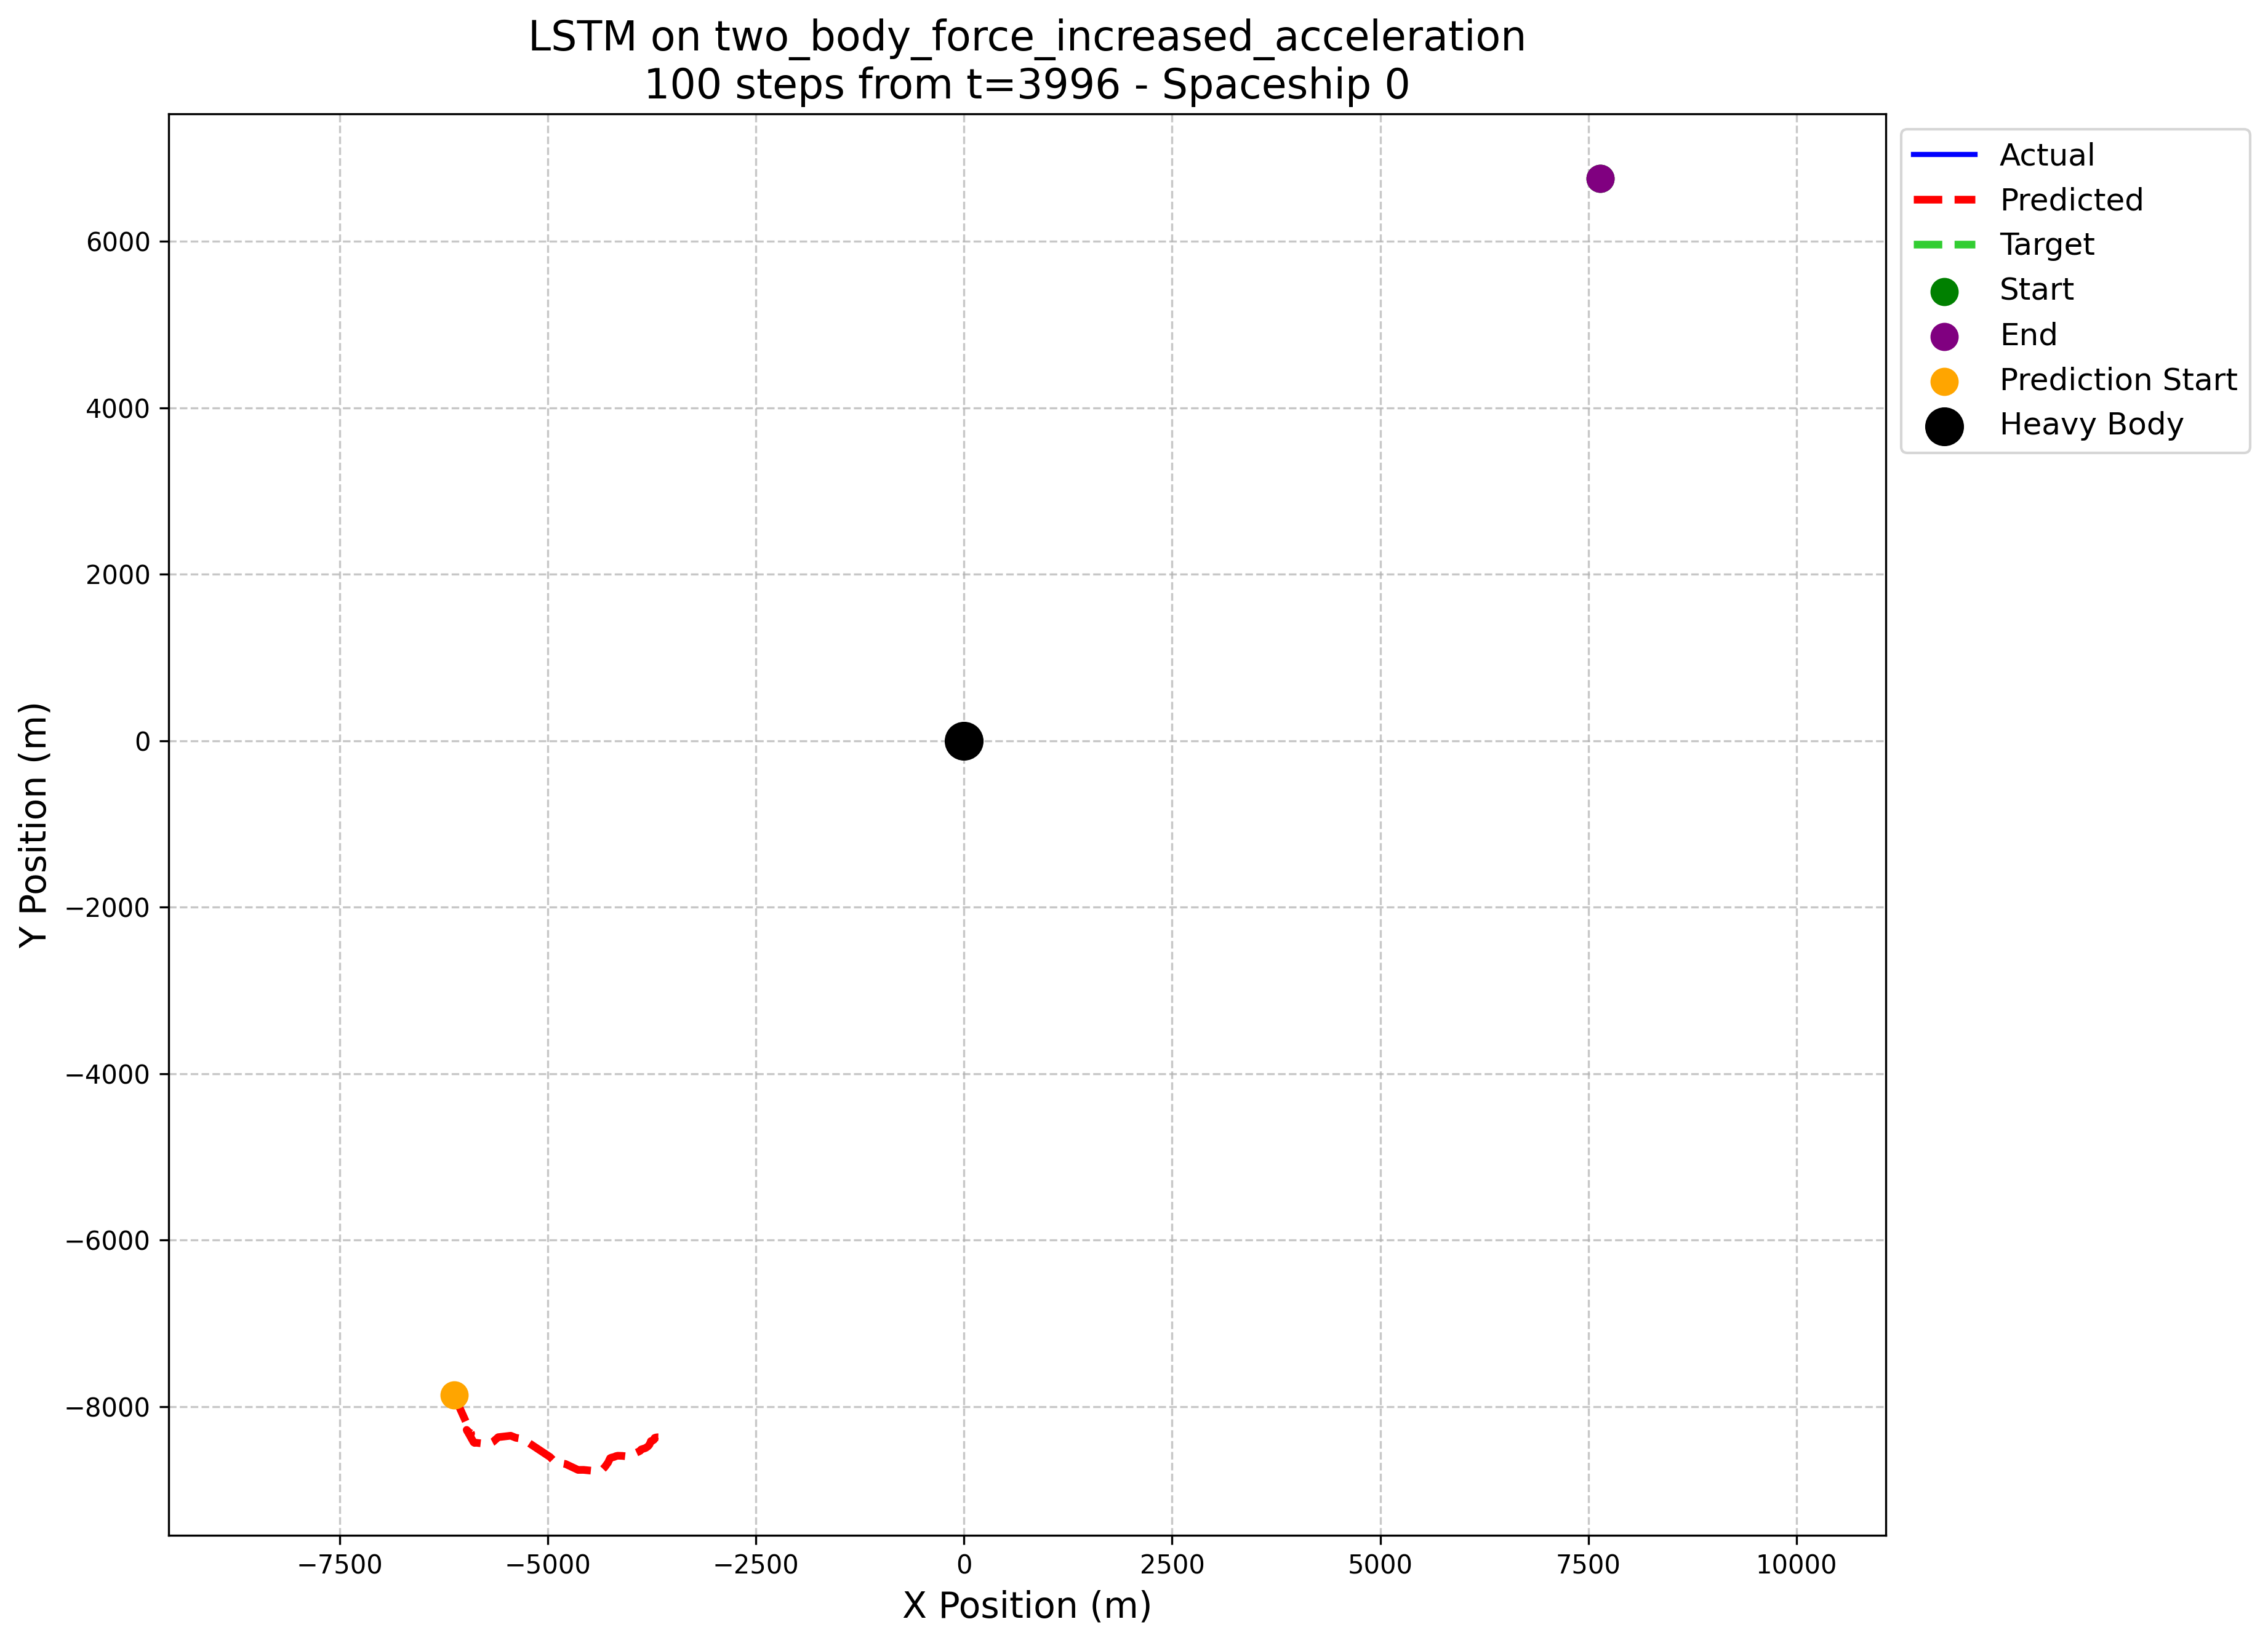 LSTM on two_body_force_increased_acceleration
100 steps from t=3996 - Spaceship 0
Actual
Predicted
Target
Start
End
Prediction Start
Heavy Body
Y Position (m)
6000
4000
2000
0
−2000
−4000
−6000
−8000
−7500
−5000
−2500
0
2500
5000
7500
10000
X Position (m)